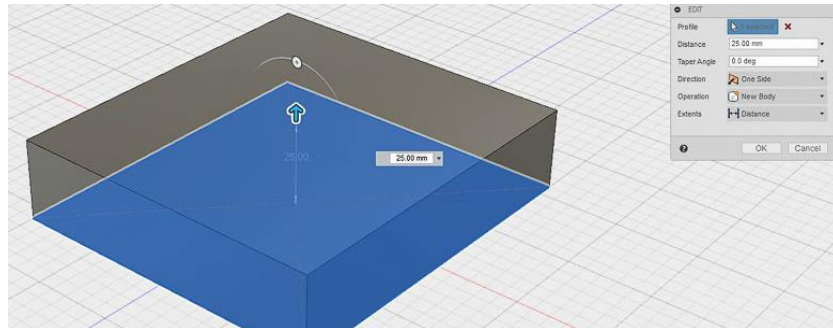 EDIT
Profile 1 selected
Distance 25.00 mm
Taper Angle 0.0 deg
Direction One Side
Operation New Body
Extents Distance
OK Cancel
25.00
25.00 mm